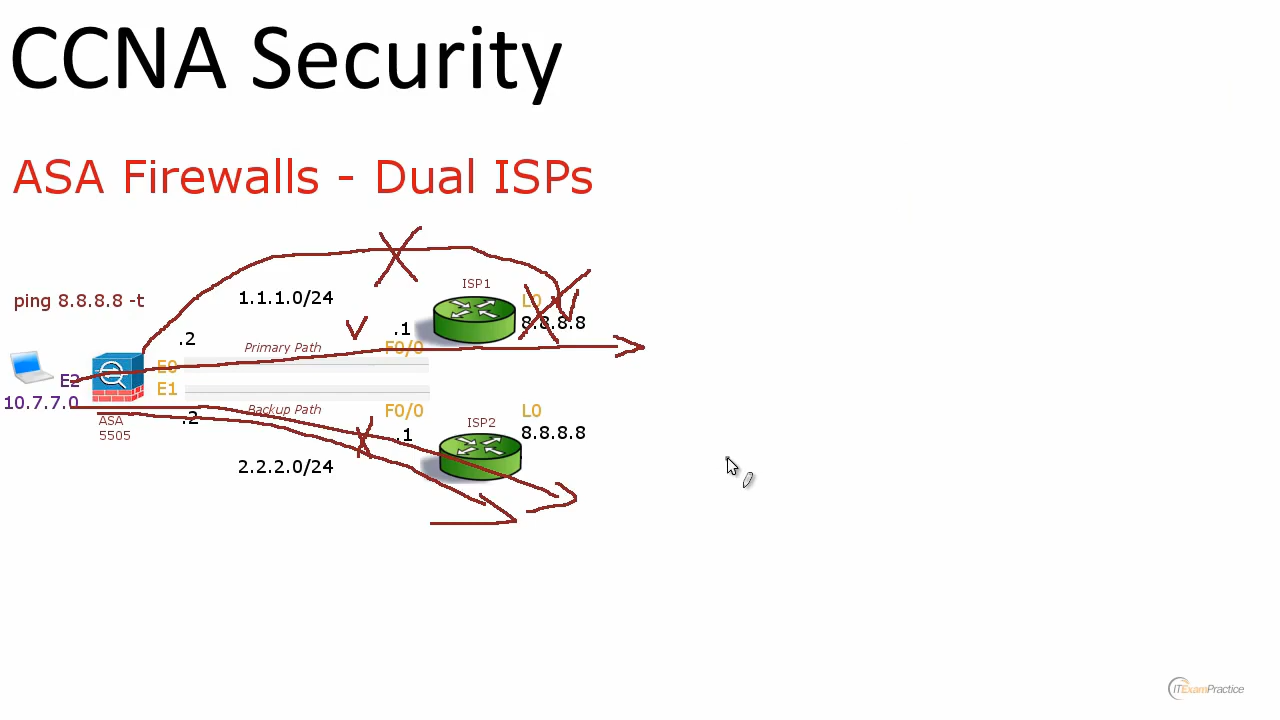 CCNA Security
ASA Firewalls - Dual ISPs
ISP1
ping 8.8.8.8 -t
1.1.1.0/24
L0
8.8.8.8
.2
.1
Primary Path
F0/0
E0
E2
E1
10.7.7.0
Backup Path
F0/0
L0
.2
ASA
5505
ISP2
.1
8.8.8.8
2.2.2.0/24
ITExamPractice